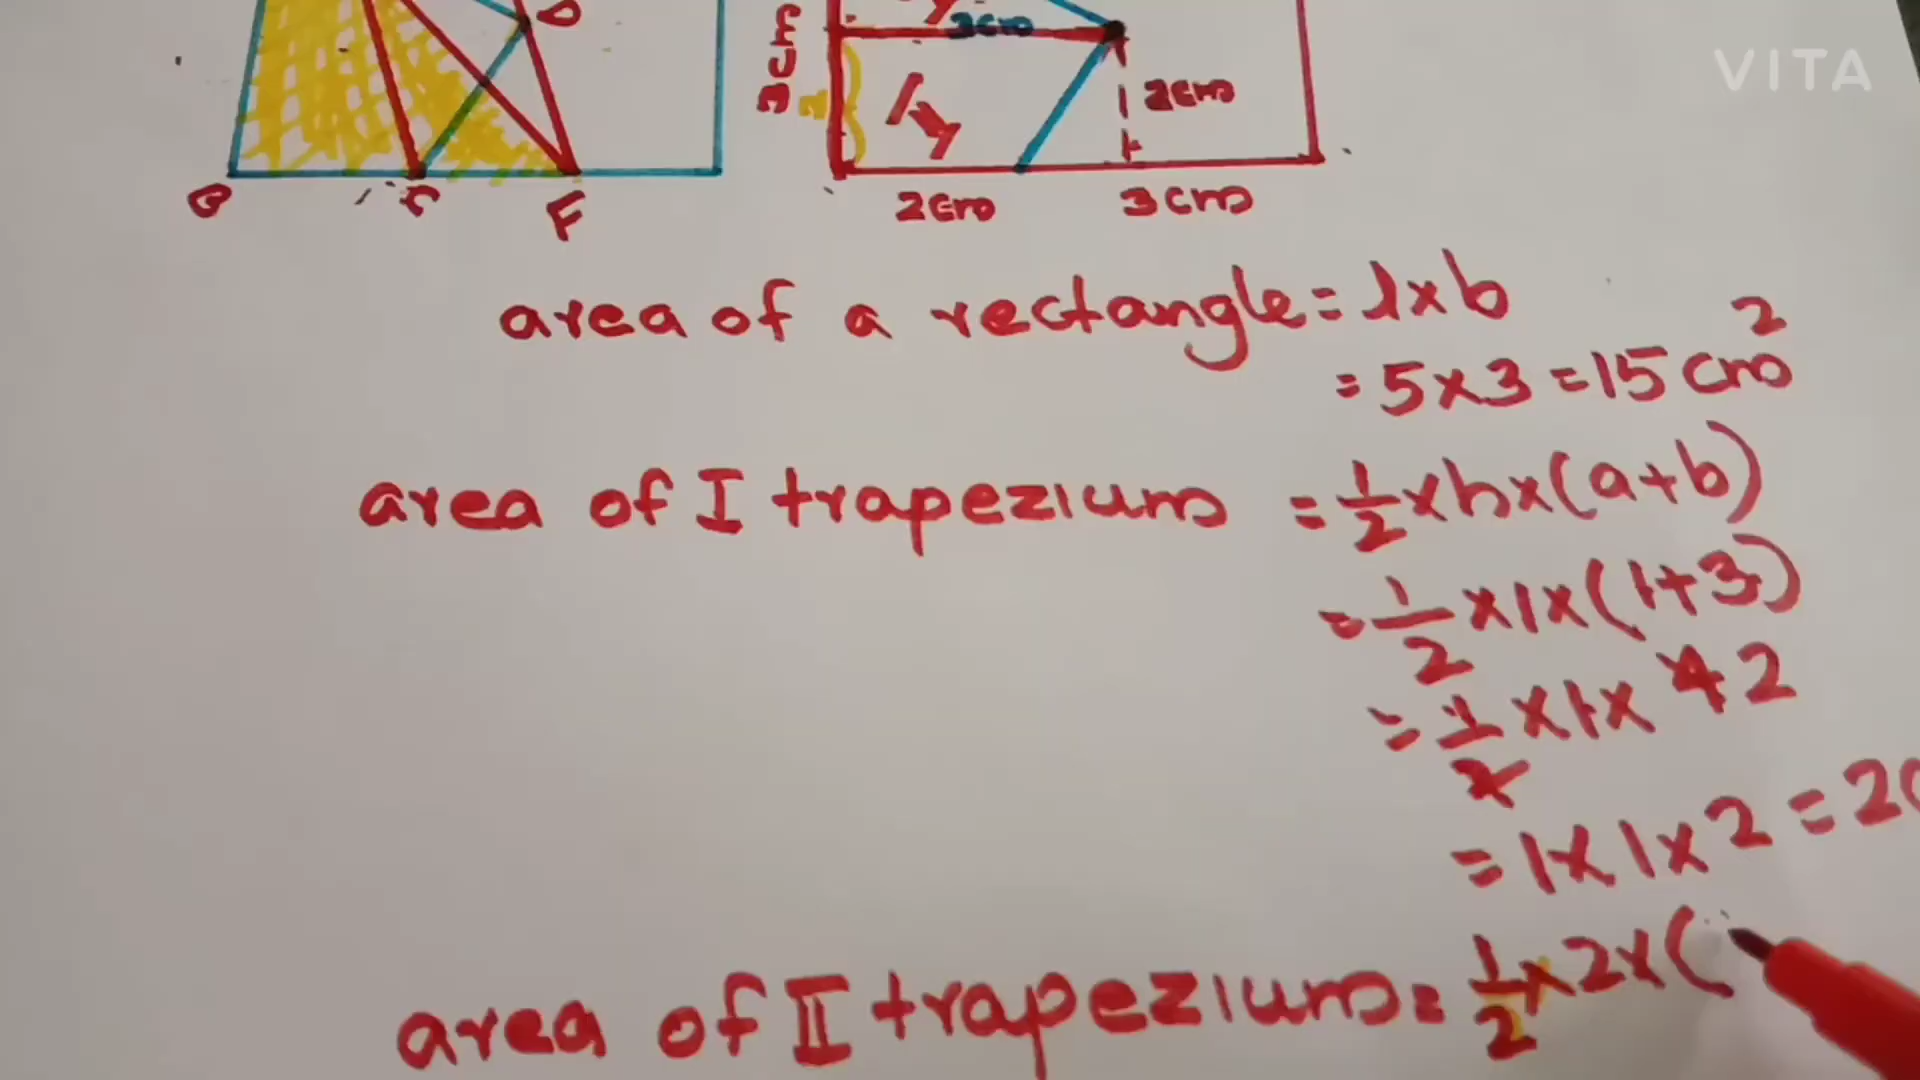 VITA
D
3cm
3cm
2cm
B
C
F
2cm
3cm
area of a rectangle = l x b
= 5 x 3 = 15 cm²
area of I trapezium = 1/2 x h x (a+b)
= 1/2 x 1 x (1+3)
= 1/2 x 1 x 4 2
= 1 x 1 x 2 = 2
area of II trapezium = 1/2 x 2 x (